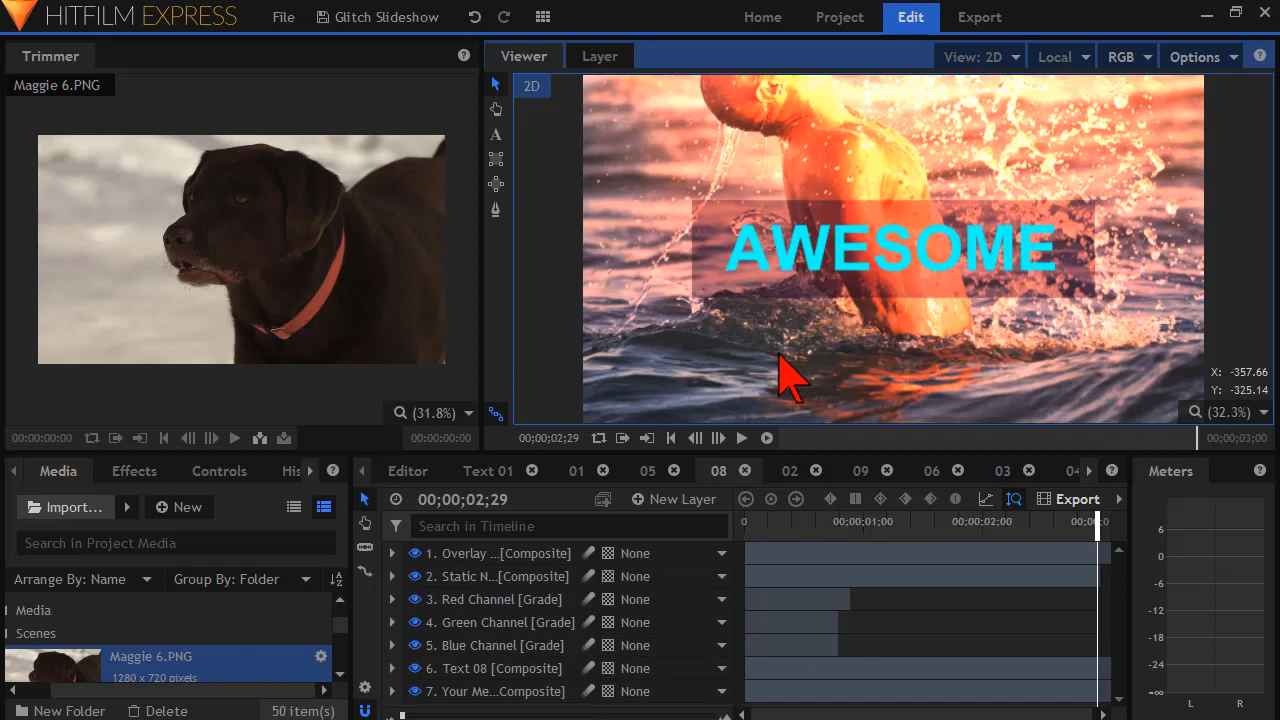 HITFILM EXPRESS File Glitch Slideshow Home Project Edit Export
Trimmer Viewer Layer View: 2D Local RGB Options
Maggie 6.PNG
2D
AWESOME
X: -357.66
Y: -325.14
(31.8%) (32.3%)
00;00;00;00 00;00;00;00 00;00;02;29 00;00;03;00
Media Effects Controls His Editor Text 01 01 05 08 02 09 06 03 04 Meters
Import... New 00;00;02;29 New Layer Export
Search in Project Media Search in Timeline 0 00;00;01;00 00;00;02;00 00;00;0
Arrange By: Name Group By: Folder
Media
Scenes
Maggie 6.PNG
1280 x 720 pixels
New Folder Delete 50 item(s)
1. Overlay ...[Composite] None
2. Static N...[Composite] None
3. Red Channel [Grade] None
4. Green Channel [Grade] None
5. Blue Channel [Grade] None
6. Text 08 [Composite] None
7. Your Me...Composite] None
6
0
-6
-12
-18
-24
-∞
L R